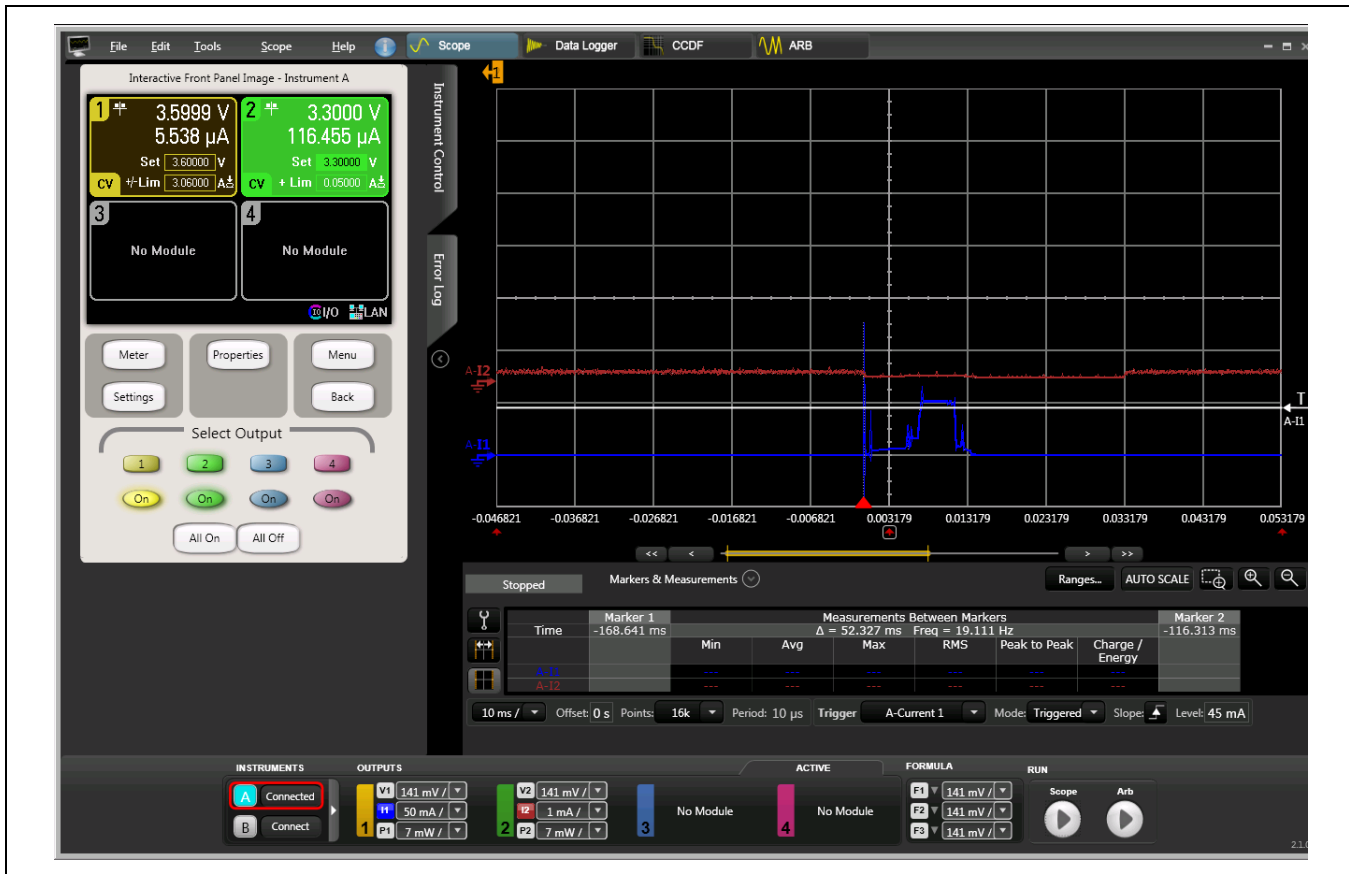 File Edit Tools Scope Help Scope Data Logger CCDF ARB
Interactive Front Panel Image - Instrument A
1 3.5999 V 2 3.3000 V
5.538 µA 116.455 µA
Set 3.60000 V Set 3.30000 V
CV +/-Lim 3.06000 A CV + Lim 0.05000 A
3 4
No Module No Module
IO I/O LAN
Meter Properties Menu
Settings Back
Select Output
1 2 3 4
On On On On
All On All Off
Instrument Control
Error Log
1
A-I2
A-I1
T
A-I1
-0.046821 -0.036821 -0.026821 -0.016821 -0.006821 0.003179 0.013179 0.023179 0.033179 0.043179 0.053179
<< < > >>
Stopped Markers & Measurements Ranges... AUTO SCALE
Marker 1 Measurements Between Markers Marker 2
Time -168.641 ms Δ = 52.327 ms Freq = 19.111 Hz -116.313 ms
Min Avg Max RMS Peak to Peak Charge / Energy
A-I1 --- --- --- --- --- ---
A-I2 --- --- --- --- --- ---
10 ms / Offset: 0 s Points: 16k Period: 10 µs Trigger A-Current 1 Mode: Triggered Slope: Level: 45 mA
INSTRUMENTS OUTPUTS ACTIVE FORMULA RUN
A Connected V1 141 mV / V2 141 mV / F1 141 mV / Scope Arb
I1 50 mA / I2 1 mA / No Module No Module F2 141 mV /
B Connect 1 P1 7 mW / 2 P2 7 mW / 3 4 F3 141 mV /